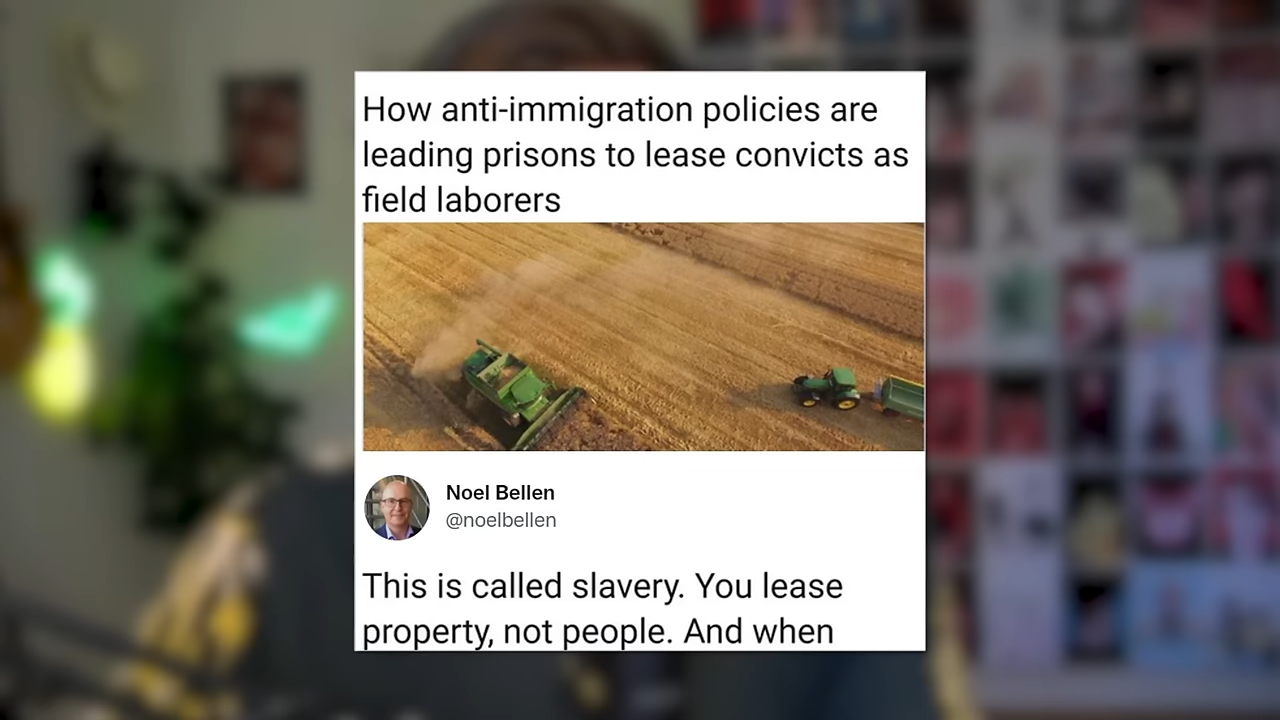 How anti-immigration policies are
leading prisons to lease convicts as
field laborers
Noel Bellen
@noelbellen
This is called slavery. You lease
property, not people. And when